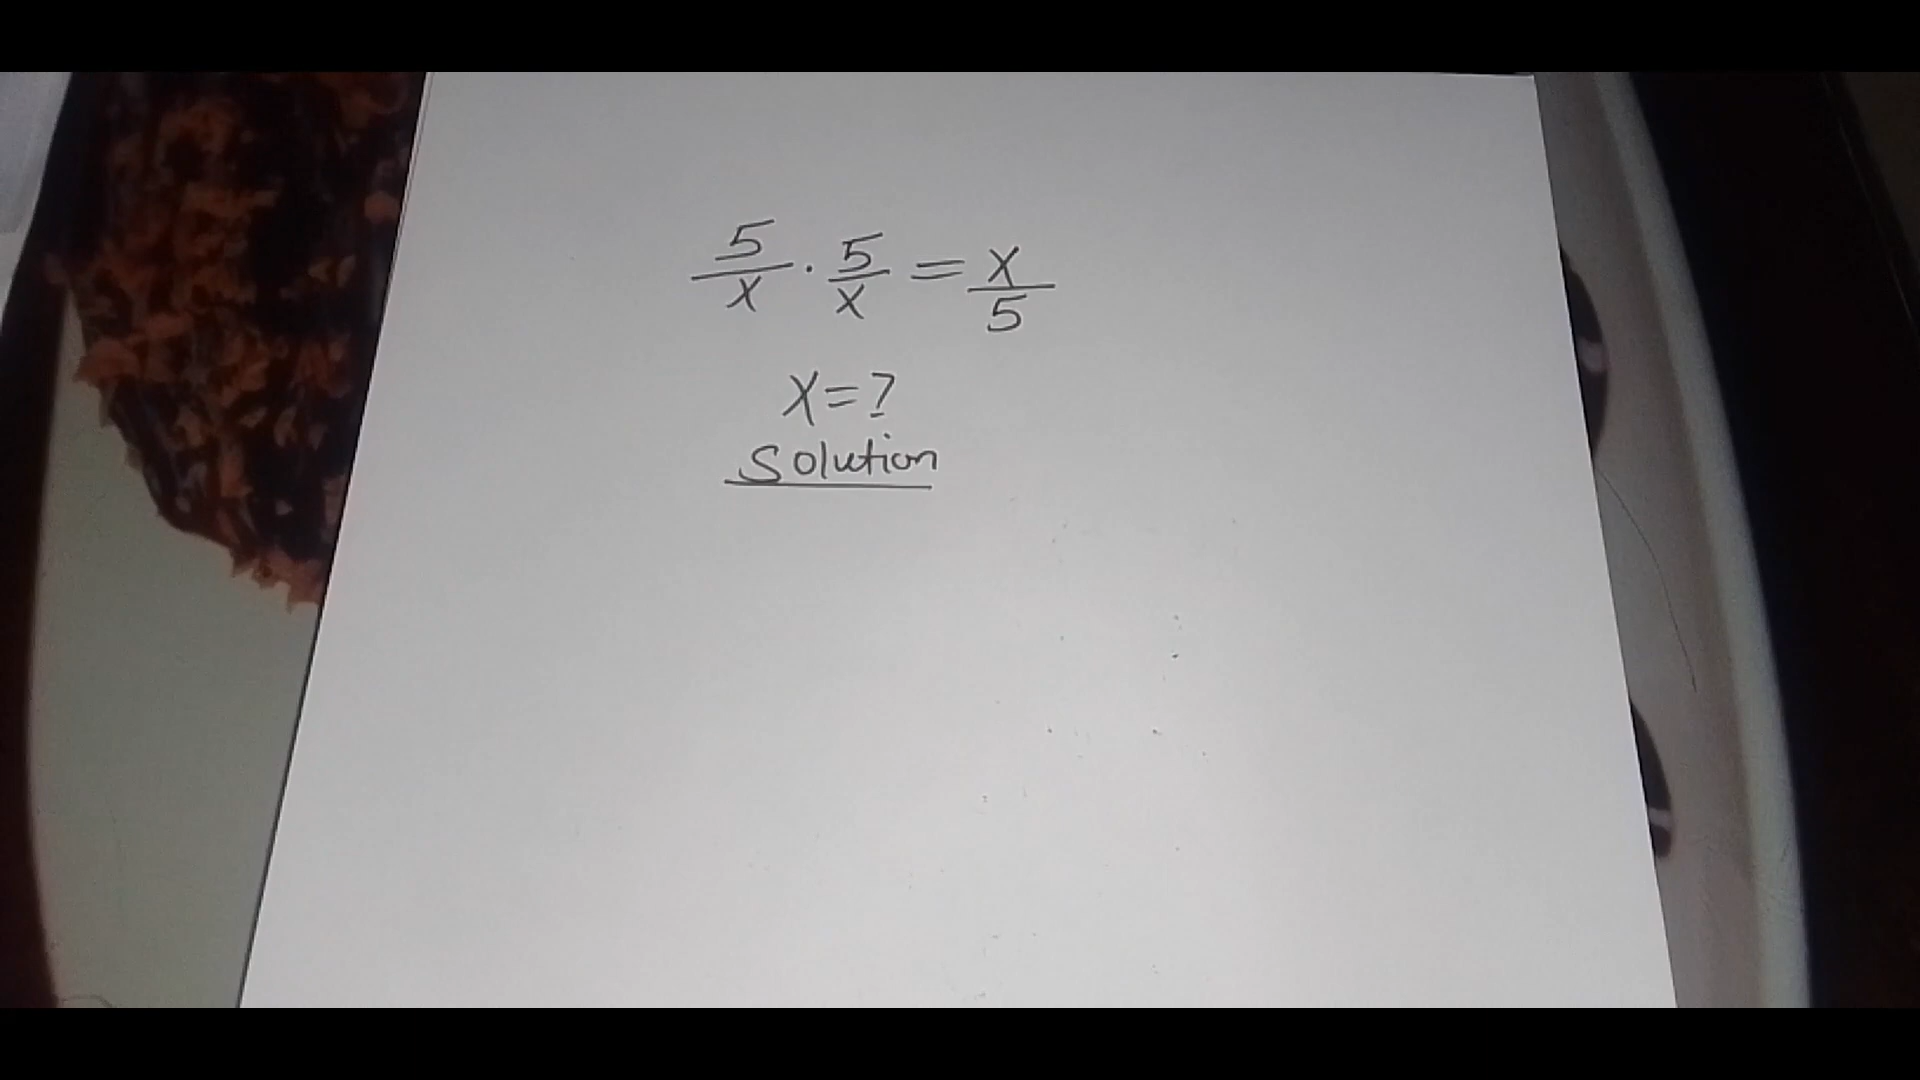 5/x · 5/x = x/5
x = ?
Solution